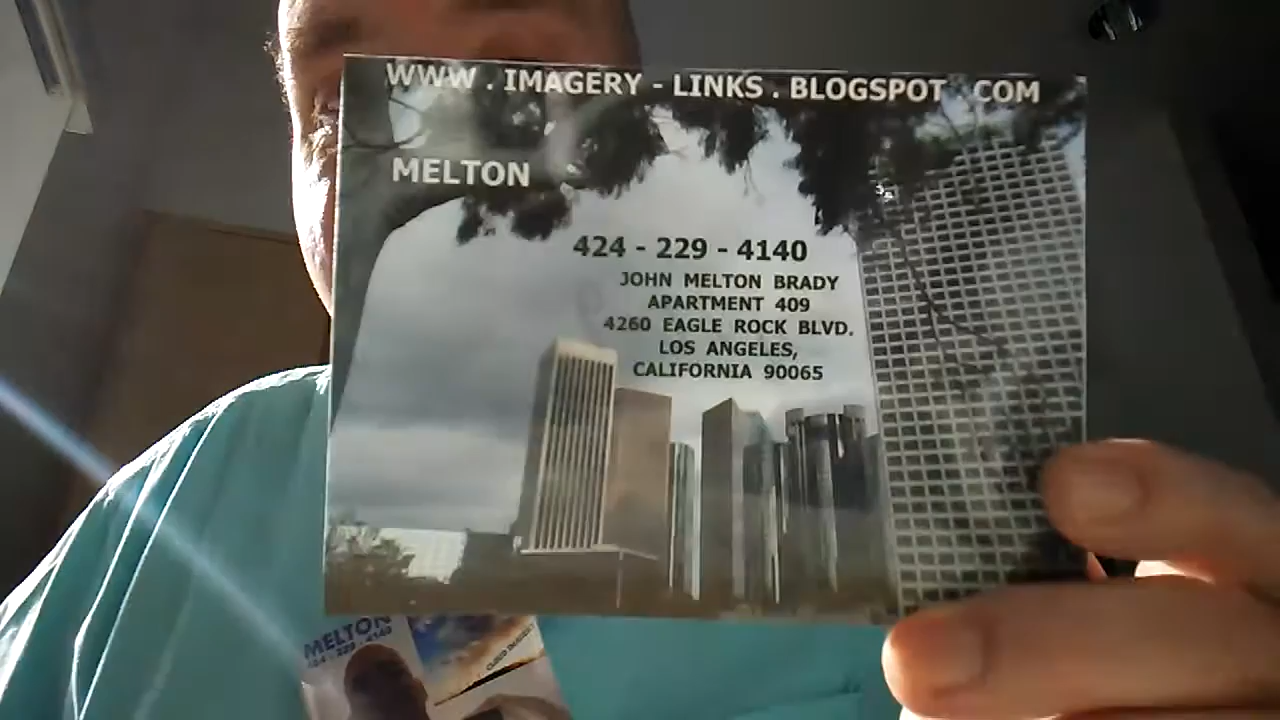 WWW . IMAGERY - LINKS . BLOGSPOT . COM
MELTON
424 - 229 - 4140
JOHN MELTON BRADY
APARTMENT 409
4260 EAGLE ROCK BLVD.
LOS ANGELES,
CALIFORNIA 90065
MELTON
424 - 229 - 4140
CLOUD